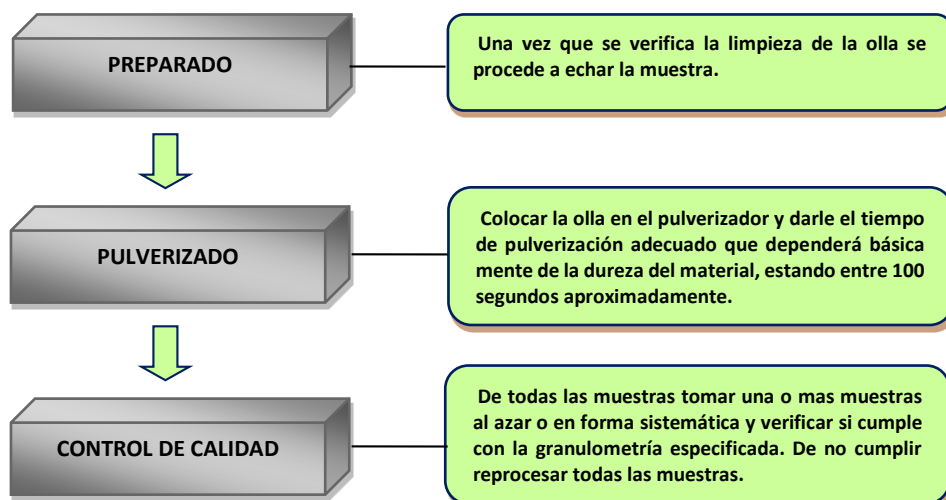 PREPARADO
Una vez que se verifica la limpieza de la olla se
procede a echar la muestra.
PULVERIZADO
Colocar la olla en el pulverizador y darle el tiempo
de pulverización adecuado que dependerá básica
mente de la dureza del material, estando entre 100
segundos aproximadamente.
CONTROL DE CALIDAD
De todas las muestras tomar una o mas muestras
al azar o en forma sistemática y verificar si cumple
con la granulometría especificada. De no cumplir
reprocesar todas las muestras.